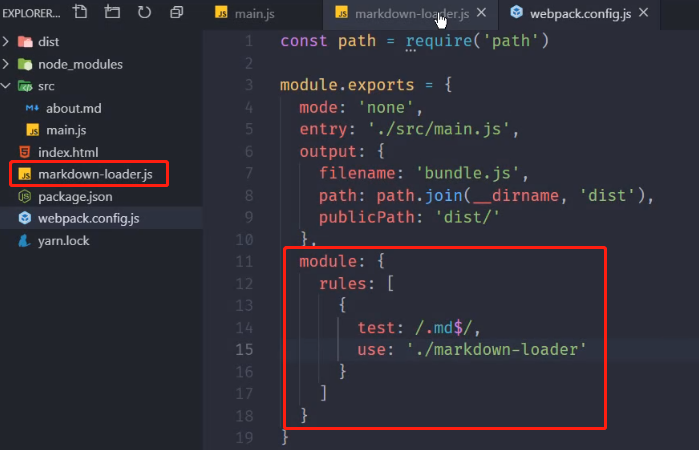 EXPLORER...
dist
node_modules
src
about.md
main.js
index.html
markdown-loader.js
package.json
webpack.config.js
yarn.lock
main.js markdown-loader.js webpack.config.js
1 const path = require('path')
2
3 module.exports = {
4 mode: 'none',
5 entry: './src/main.js',
6 output: {
7 filename: 'bundle.js',
8 path: path.join(__dirname, 'dist'),
9 publicPath: 'dist/'
10 },
11 module: {
12 rules: [
13 {
14 test: /.md$/,
15 use: './markdown-loader'
16 }
17 ]
18 }
19 }